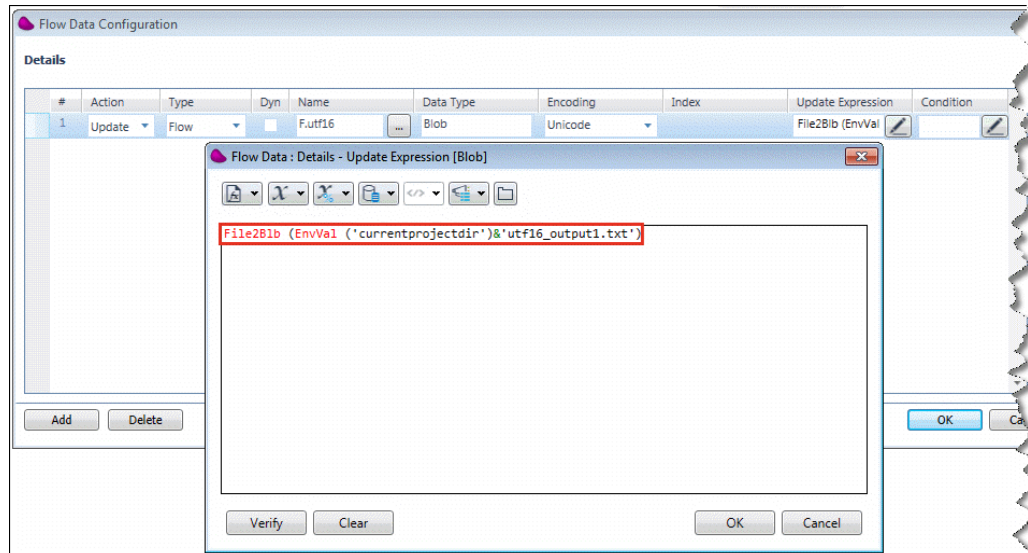 Flow Data Configuration
Details
# Action Type Dyn Name Data Type Encoding Index Update Expression Condition
1 Update Flow F.utf16 ... Blob Unicode File2Blb (EnvVal
Flow Data : Details - Update Expression [Blob]
File2Blb (EnvVal ('currentprojectdir')&'utf16_output1.txt')
Add Delete OK Ca
Verify Clear OK Cancel